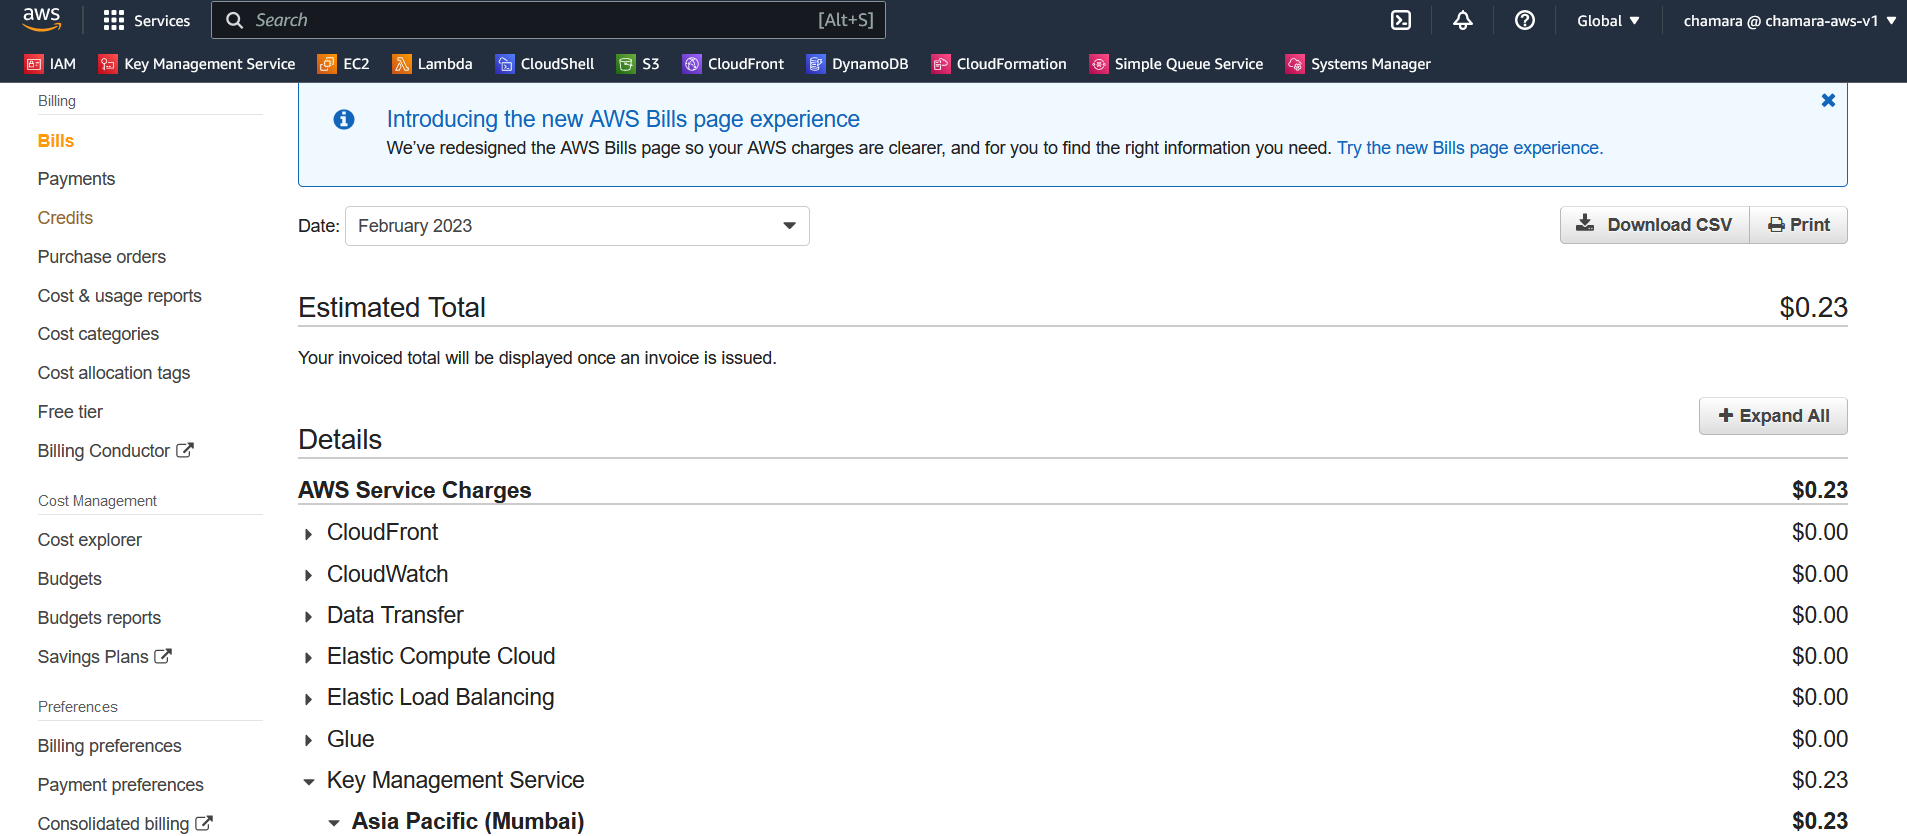 aws
Services
Search [Alt+S]
Global
chamara @ chamara-aws-v1
IAM
Key Management Service
EC2
Lambda
CloudShell
S3
CloudFront
DynamoDB
CloudFormation
Simple Queue Service
Systems Manager
Billing
Bills
Payments
Credits
Purchase orders
Cost & usage reports
Cost categories
Cost allocation tags
Free tier
Billing Conductor
Cost Management
Cost explorer
Budgets
Budgets reports
Savings Plans
Preferences
Billing preferences
Payment preferences
Consolidated billing
Introducing the new AWS Bills page experience
We've redesigned the AWS Bills page so your AWS charges are clearer, and for you to find the right information you need. Try the new Bills page experience.
Date: February 2023
Download CSV
Print
Estimated Total $0.23
Your invoiced total will be displayed once an invoice is issued.
Expand All
Details
AWS Service Charges $0.23
CloudFront $0.00
CloudWatch $0.00
Data Transfer $0.00
Elastic Compute Cloud $0.00
Elastic Load Balancing $0.00
Glue $0.00
Key Management Service $0.23
Asia Pacific (Mumbai) $0.23